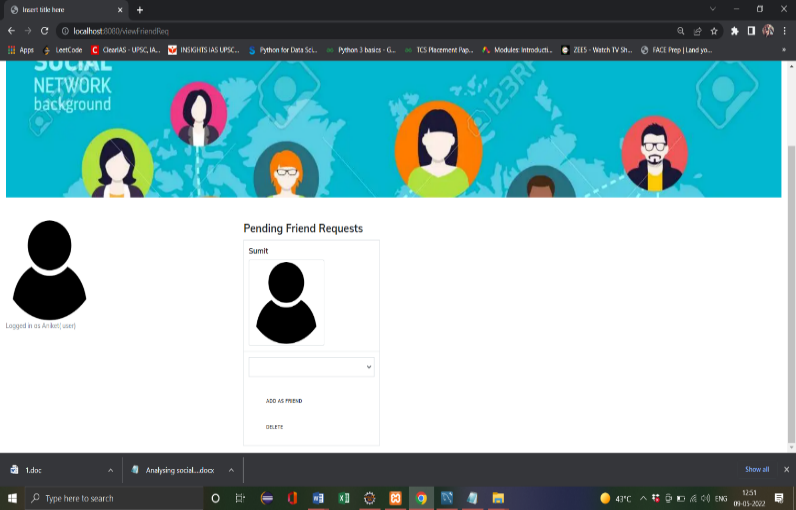 Insert title here
localhost:8080/viewFriendReq
Apps LeetCode ClearIAS - UPSC, IA... INSIGHTS IAS UPSC... Python for Data Sci... Python 3 basics - G... TCS Placement Pap... Modules: Introducti... ZEE5 - Watch TV Sh... FACE Prep | Land yo... »
SOCIAL
NETWORK
background
123RF
Pending Friend Requests
Sumit
Logged in as Aniket( user)
ADD AS FRIEND
DELETE
1.doc
Analysing social....docx
Show all
Type here to search
43°C
ENG
12:51
09-05-2022